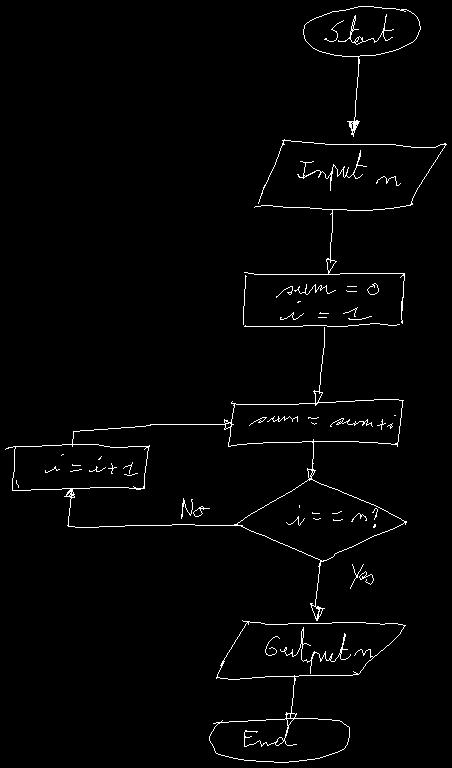 Start
Input n
sum = 0
i = 1
sum = sum+i
i = i+1
No
i == n?
Yes
Output n
End